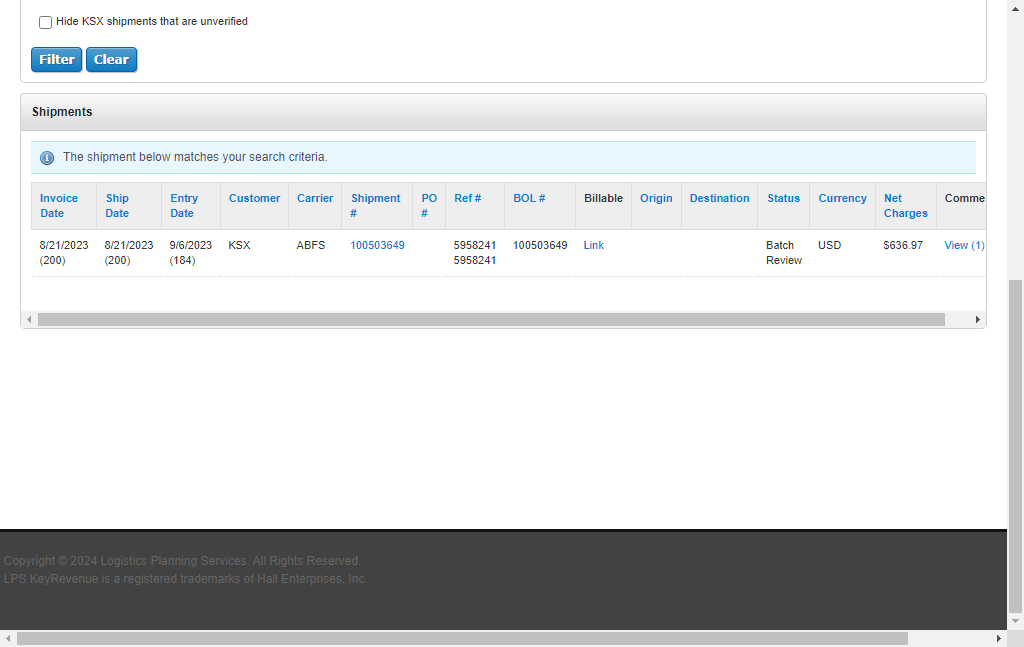 Hide KSX shipments that are unverified
Filter Clear
Shipments
The shipment below matches your search criteria.
Invoice Date Ship Date Entry Date Customer Carrier Shipment # PO # Ref # BOL # Billable Origin Destination Status Currency Net Charges Comme
8/21/2023 8/21/2023 9/6/2023 KSX ABFS 100503649 5958241 100503649 Link Batch USD $636.97 View (1)
(200) (200) (184) 5958241 Review
Copyright © 2024 Logistics Planning Services. All Rights Reserved.
LPS KeyRevenue is a registered trademarks of Hall Enterprises, Inc.